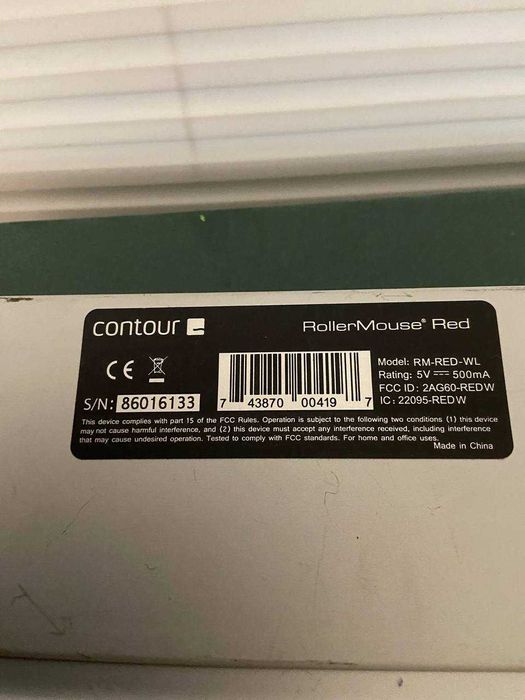 contour
RollerMouse® Red
CE
S/N: 86016133
7 43870 00419 7
Model: RM-RED-WL
Rating: 5V 500mA
FCC ID: 2AG60-REDW
IC: 22095-REDW
This device complies with part 15 of the FCC Rules. Operation is subject to the following two conditions (1) this device
may not cause harmful interference, and (2) this device must accept any interference received, including interference
that may cause undesired operation. Tested to comply with FCC standards. For home and office uses.
Made in China